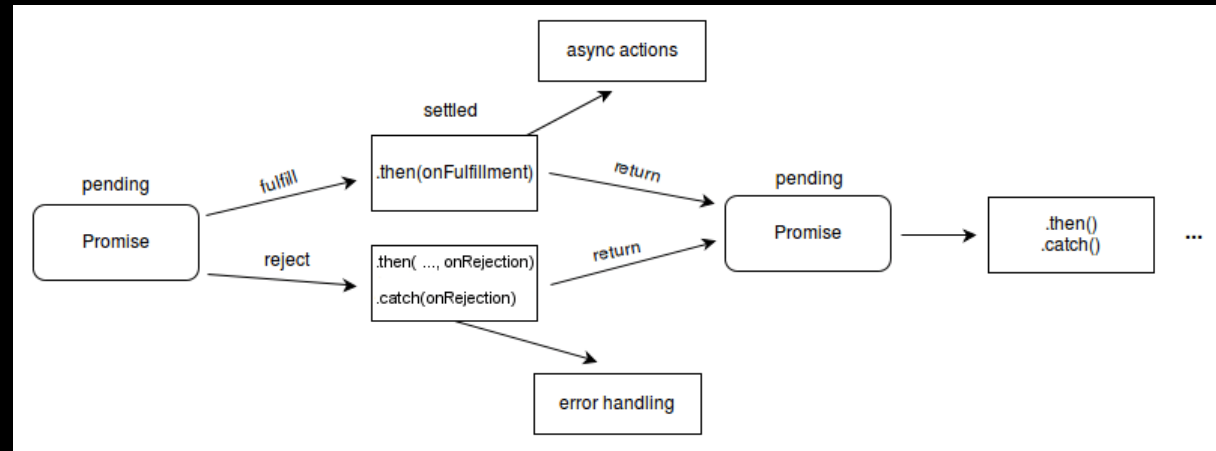 async actions
settled
.then(onFulfillment)
fulfill
return
pending
pending
Promise
Promise
.then()
.catch()
...
reject
.then( ..., onRejection)
.catch(onRejection)
return
error handling